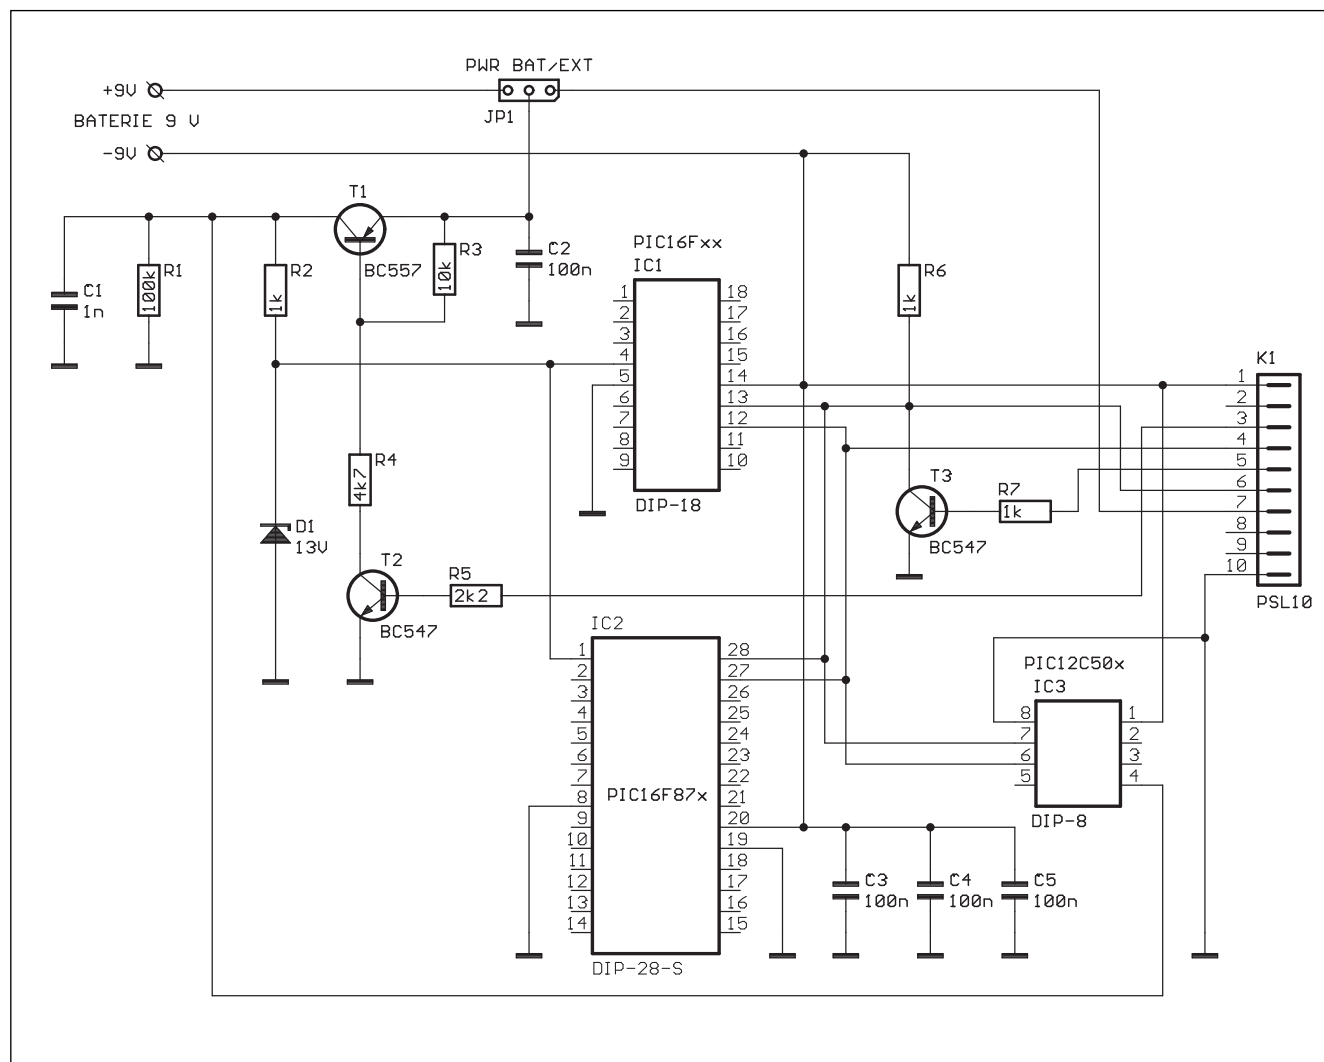 PWR BAT/EXT
+9V
JP1
BATERIE 9 V
-9V
T1
BC557
R3
10k
C2
100n
C1
1n
R1
100k
R2
1k
PIC16Fxx
IC1
1
2
3
4
5
6
7
8
9
18
17
16
15
14
13
12
11
10
DIP-18
R6
1k
K1
1
2
3
4
5
6
7
8
9
10
PSL10
R4
4k7
T3
BC547
R7
1k
D1
13V
T2
BC547
R5
2k2
IC2
1
2
3
4
5
6
7
8
9
10
11
12
13
14
28
27
26
25
24
23
22
21
20
19
18
17
16
15
PIC16F87x
DIP-28-S
PIC12C50x
IC3
8
7
6
5
1
2
3
4
DIP-8
C3
100n
C4
100n
C5
100n